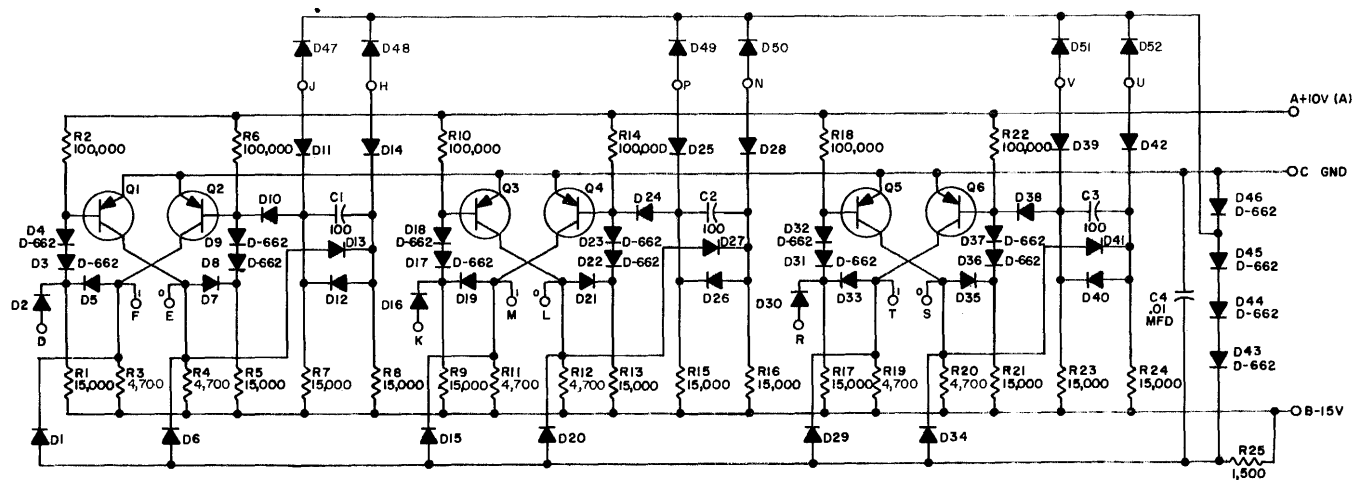 D47 D48 D49 D50 D51 D52
J H P N V U
A+10V (A)
R2 100,000 R6 100,000 D11 D14 R10 100,000 R14 100,000 D25 D28 R18 100,000 R22 100,000 D39 D42
C GND
Q1 Q2 Q3 Q4 Q5 Q6
D10 C1 100 D24 C2 100 D38 C3 100
D46 D-662
D4 D-662 D9 D-662 D13 D18 D-662 D23 D-662 D27 D32 D-662 D37 D-662 D41
D45 D-662
D3 D-662 D8 D-662 D17 D-662 D22 D-662 D31 D-662 D36 D-662
D2 D5 D7 D12 D16 D19 D21 D26 D30 D33 D35 D40
1 F 0 E 1 M 0 L 1 T 0 S
D K R
C4 .01 MFD
D44 D-662
D43 D-662
R1 15,000 R3 4,700 R4 4,700 R5 15,000 R7 15,000 R8 15,000 R9 15,000 R11 4,700 R12 4,700 R13 15,000 R15 15,000 R16 15,000 R17 15,000 R19 4,700 R20 4,700 R21 15,000 R23 15,000 R24 15,000
B-15V
D1 D6 D15 D20 D29 D34
R25 1,500